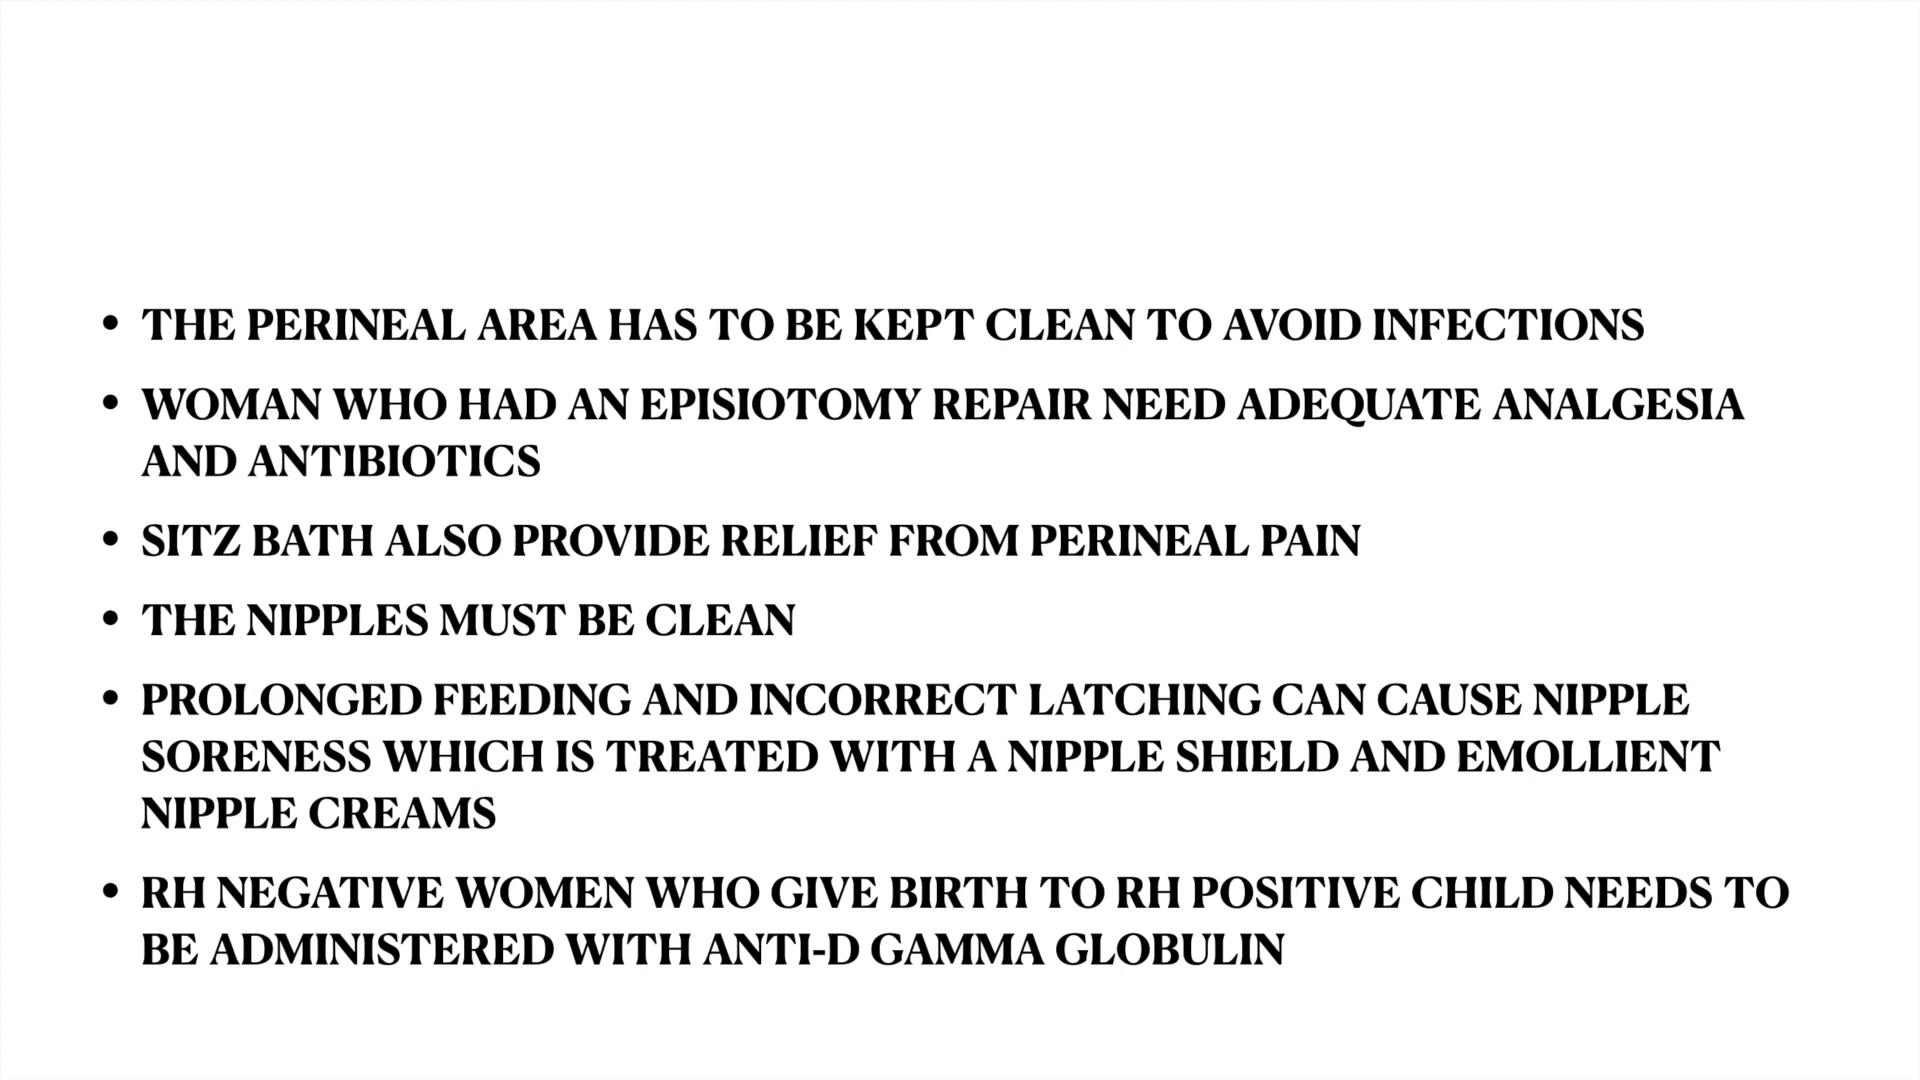 • THE PERINEAL AREA HAS TO BE KEPT CLEAN TO AVOID INFECTIONS
• WOMAN WHO HAD AN EPISIOTOMY REPAIR NEED ADEQUATE ANALGESIA
AND ANTIBIOTICS
• SITZ BATH ALSO PROVIDE RELIEF FROM PERINEAL PAIN
• THE NIPPLES MUST BE CLEAN
• PROLONGED FEEDING AND INCORRECT LATCHING CAN CAUSE NIPPLE
SORENESS WHICH IS TREATED WITH A NIPPLE SHIELD AND EMOLLIENT
NIPPLE CREAMS
• RH NEGATIVE WOMEN WHO GIVE BIRTH TO RH POSITIVE CHILD NEEDS TO
BE ADMINISTERED WITH ANTI-D GAMMA GLOBULIN